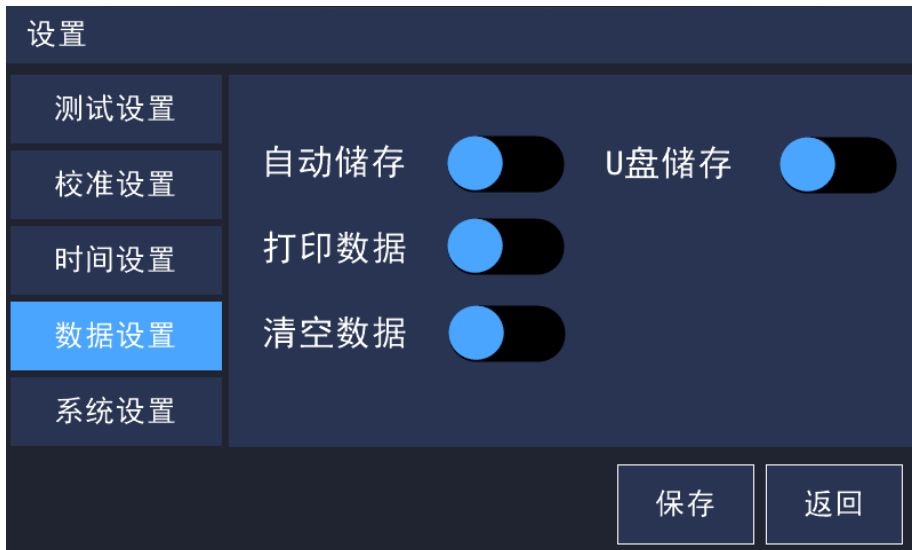 设置
测试设置
校准设置
时间设置
数据设置
系统设置
自动储存
U盘储存
打印数据
清空数据
保存
返回